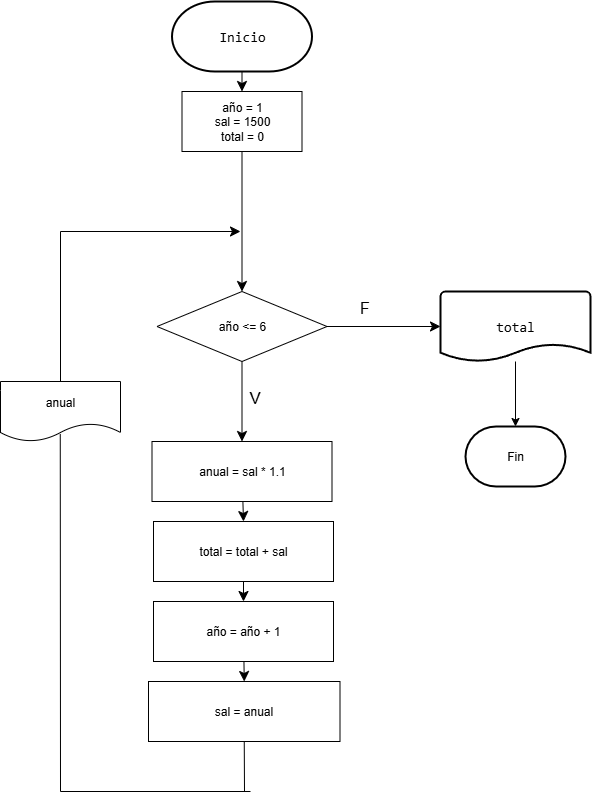 Inicio
año = 1
sal = 1500
total = 0
año <= 6
F
total
V
anual
Fin
anual = sal * 1.1
total = total + sal
año = año + 1
sal = anual